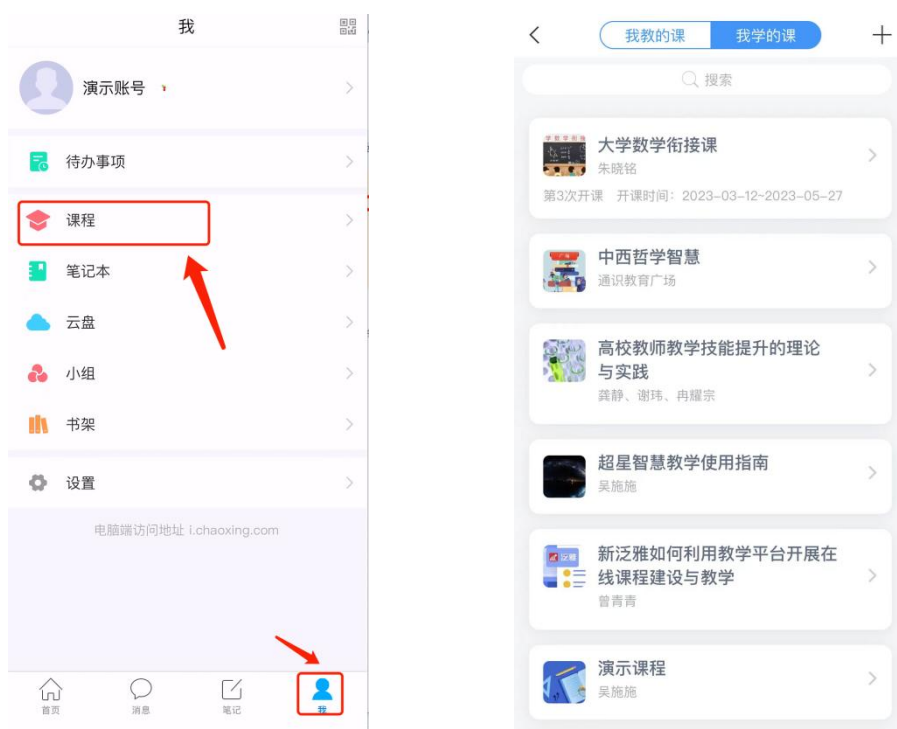 我
演示账号
待办事项
课程
笔记本
云盘
小组
书架
设置
电脑端访问地址 i.chaoxing.com
首页
消息
笔记
我
我教的课
我学的课
搜索
大学数学衔接课
朱晓铭
第3次开课 开课时间：2023-03-12~2023-05-27
中西哲学智慧
通识教育广场
高校教师教学技能提升的理论
与实践
龚静、谢玮、冉耀宗
超星智慧教学使用指南
吴施施
新泛雅如何利用教学平台开展在
线课程建设与教学
曾青青
演示课程
吴施施